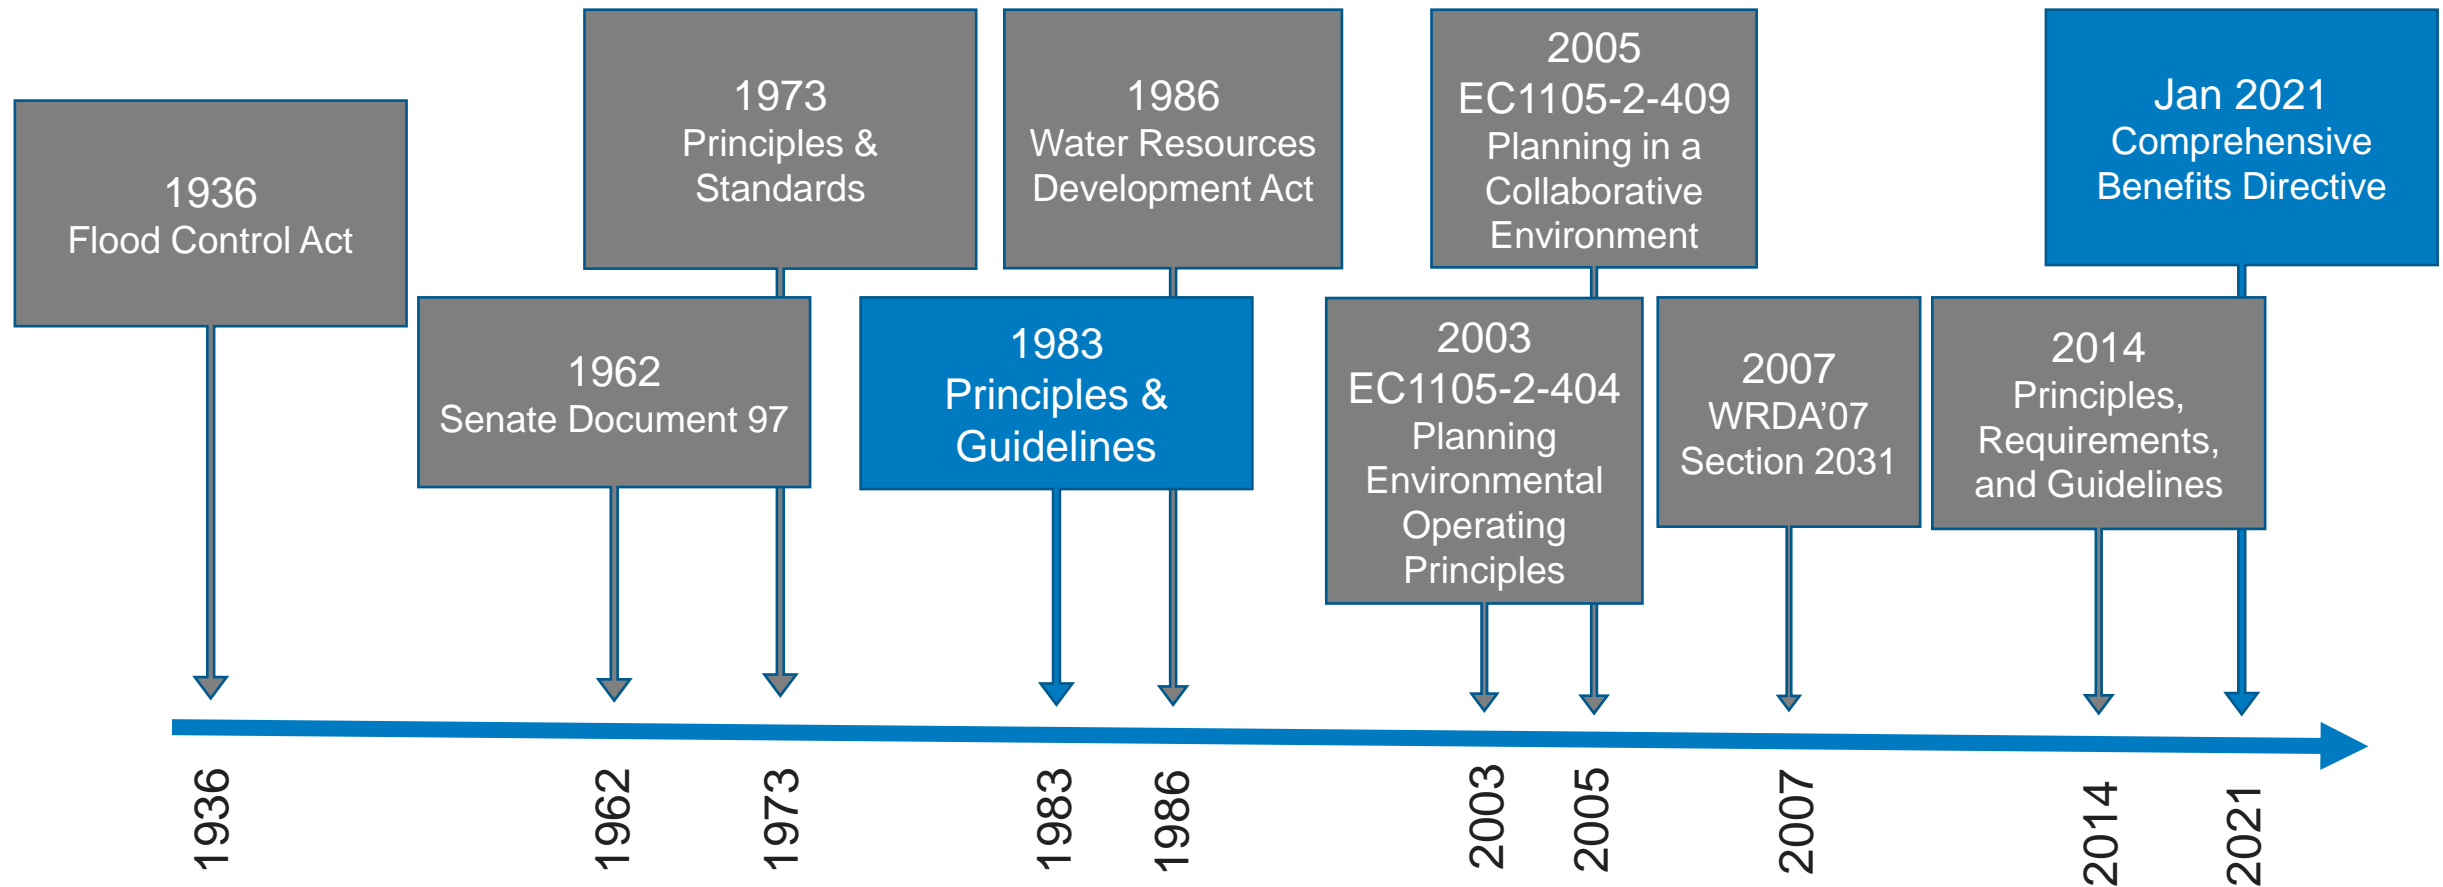 1936
Flood Control Act
1962
Senate Document 97
1973
Principles &
Standards
1983
Principles &
Guidelines
1986
Water Resources
Development Act
2003
EC1105-2-404
Planning
Environmental
Operating
Principles
2005
EC1105-2-409
Planning in a
Collaborative
Environment
2007
WRDA’07
Section 2031
2014
Principles,
Requirements,
and Guidelines
Jan 2021
Comprehensive
Benefits Directive
1936
1962
1973
1983
1986
2003
2005
2007
2014
2021